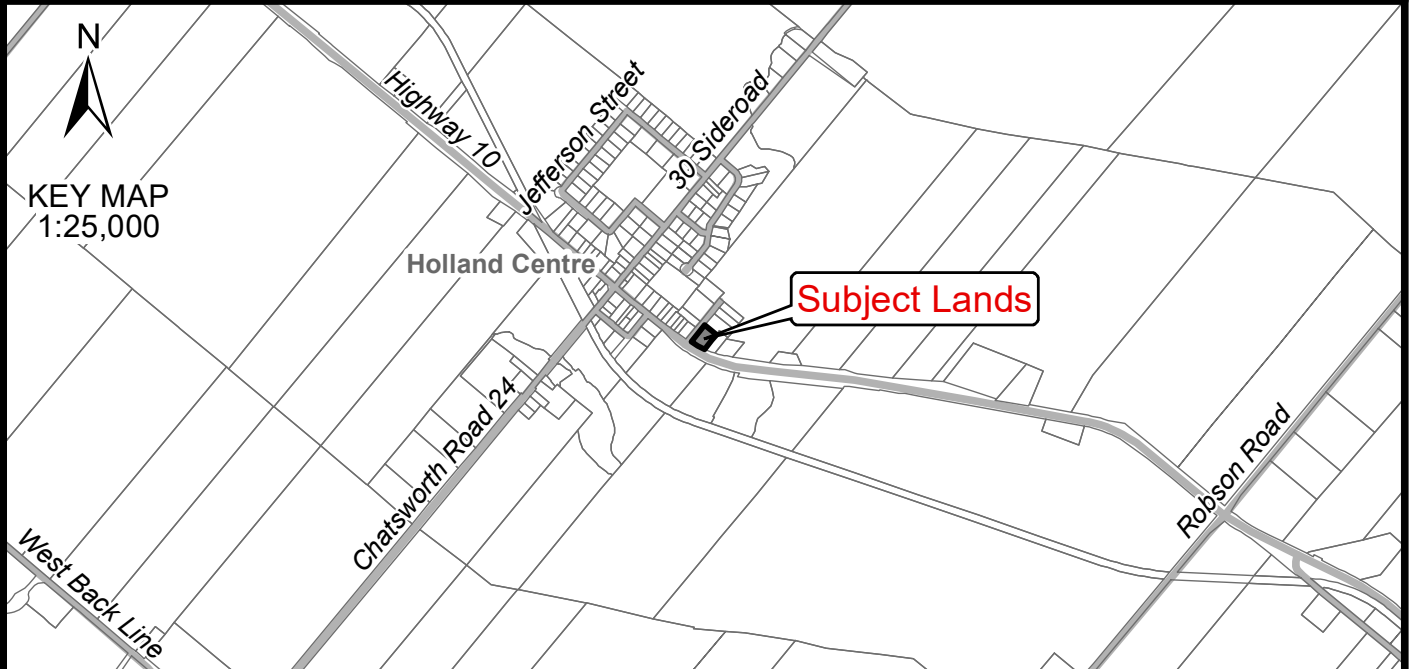 N
KEY MAP
1:25,000
Highway 10
Jefferson Street
30 Sideroad
Holland Centre
Subject Lands
Chatsworth Road 24
Robson Road
West Back Line